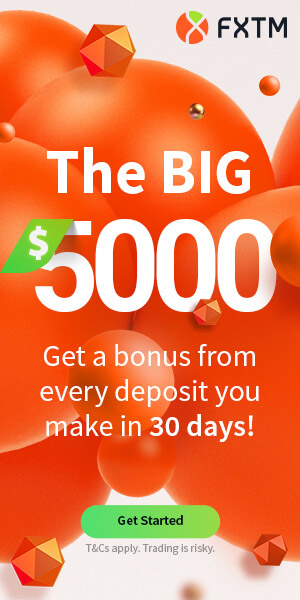 FXTM
The BIG
$5000
Get a bonus from
every deposit you
make in 30 days!
Get Started
T&Cs apply. Trading is risky.